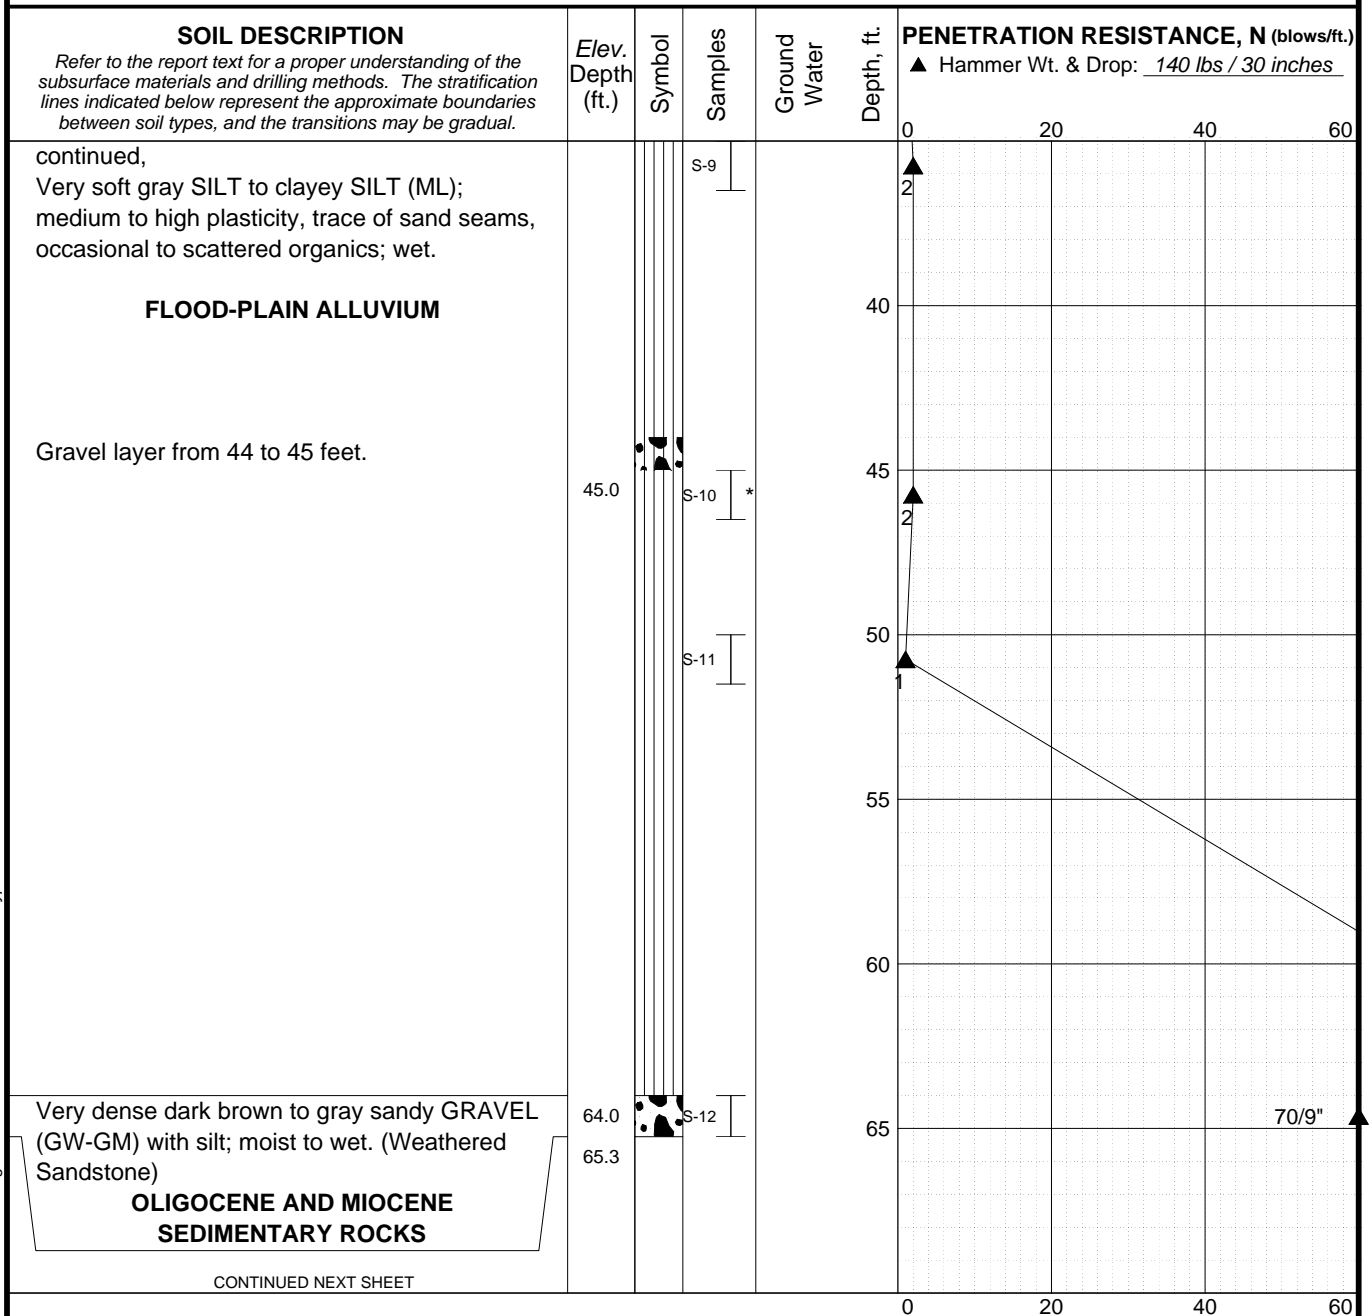 SOIL DESCRIPTION
Refer to the report text for a proper understanding of the
subsurface materials and drilling methods. The stratification
lines indicated below represent the approximate boundaries
between soil types, and the transitions may be gradual.
Elev.
Depth
(ft.)
Symbol
Samples
Ground
Water
Depth, ft.
PENETRATION RESISTANCE, N (blows/ft.)
▲ Hammer Wt. & Drop: 140 lbs / 30 inches
0 20 40 60
continued,
Very soft gray SILT to clayey SILT (ML);
medium to high plasticity, trace of sand seams,
occasional to scattered organics; wet.
S-9
2
FLOOD-PLAIN ALLUVIUM
40
Gravel layer from 44 to 45 feet.
45
45.0
S-10 *
2
50
S-11
1
55
60
Very dense dark brown to gray sandy GRAVEL
(GW-GM) with silt; moist to wet. (Weathered
Sandstone)
64.0
S-12
65
70/9"
65.3
OLIGOCENE AND MIOCENE
SEDIMENTARY ROCKS
CONTINUED NEXT SHEET
0 20 40 60